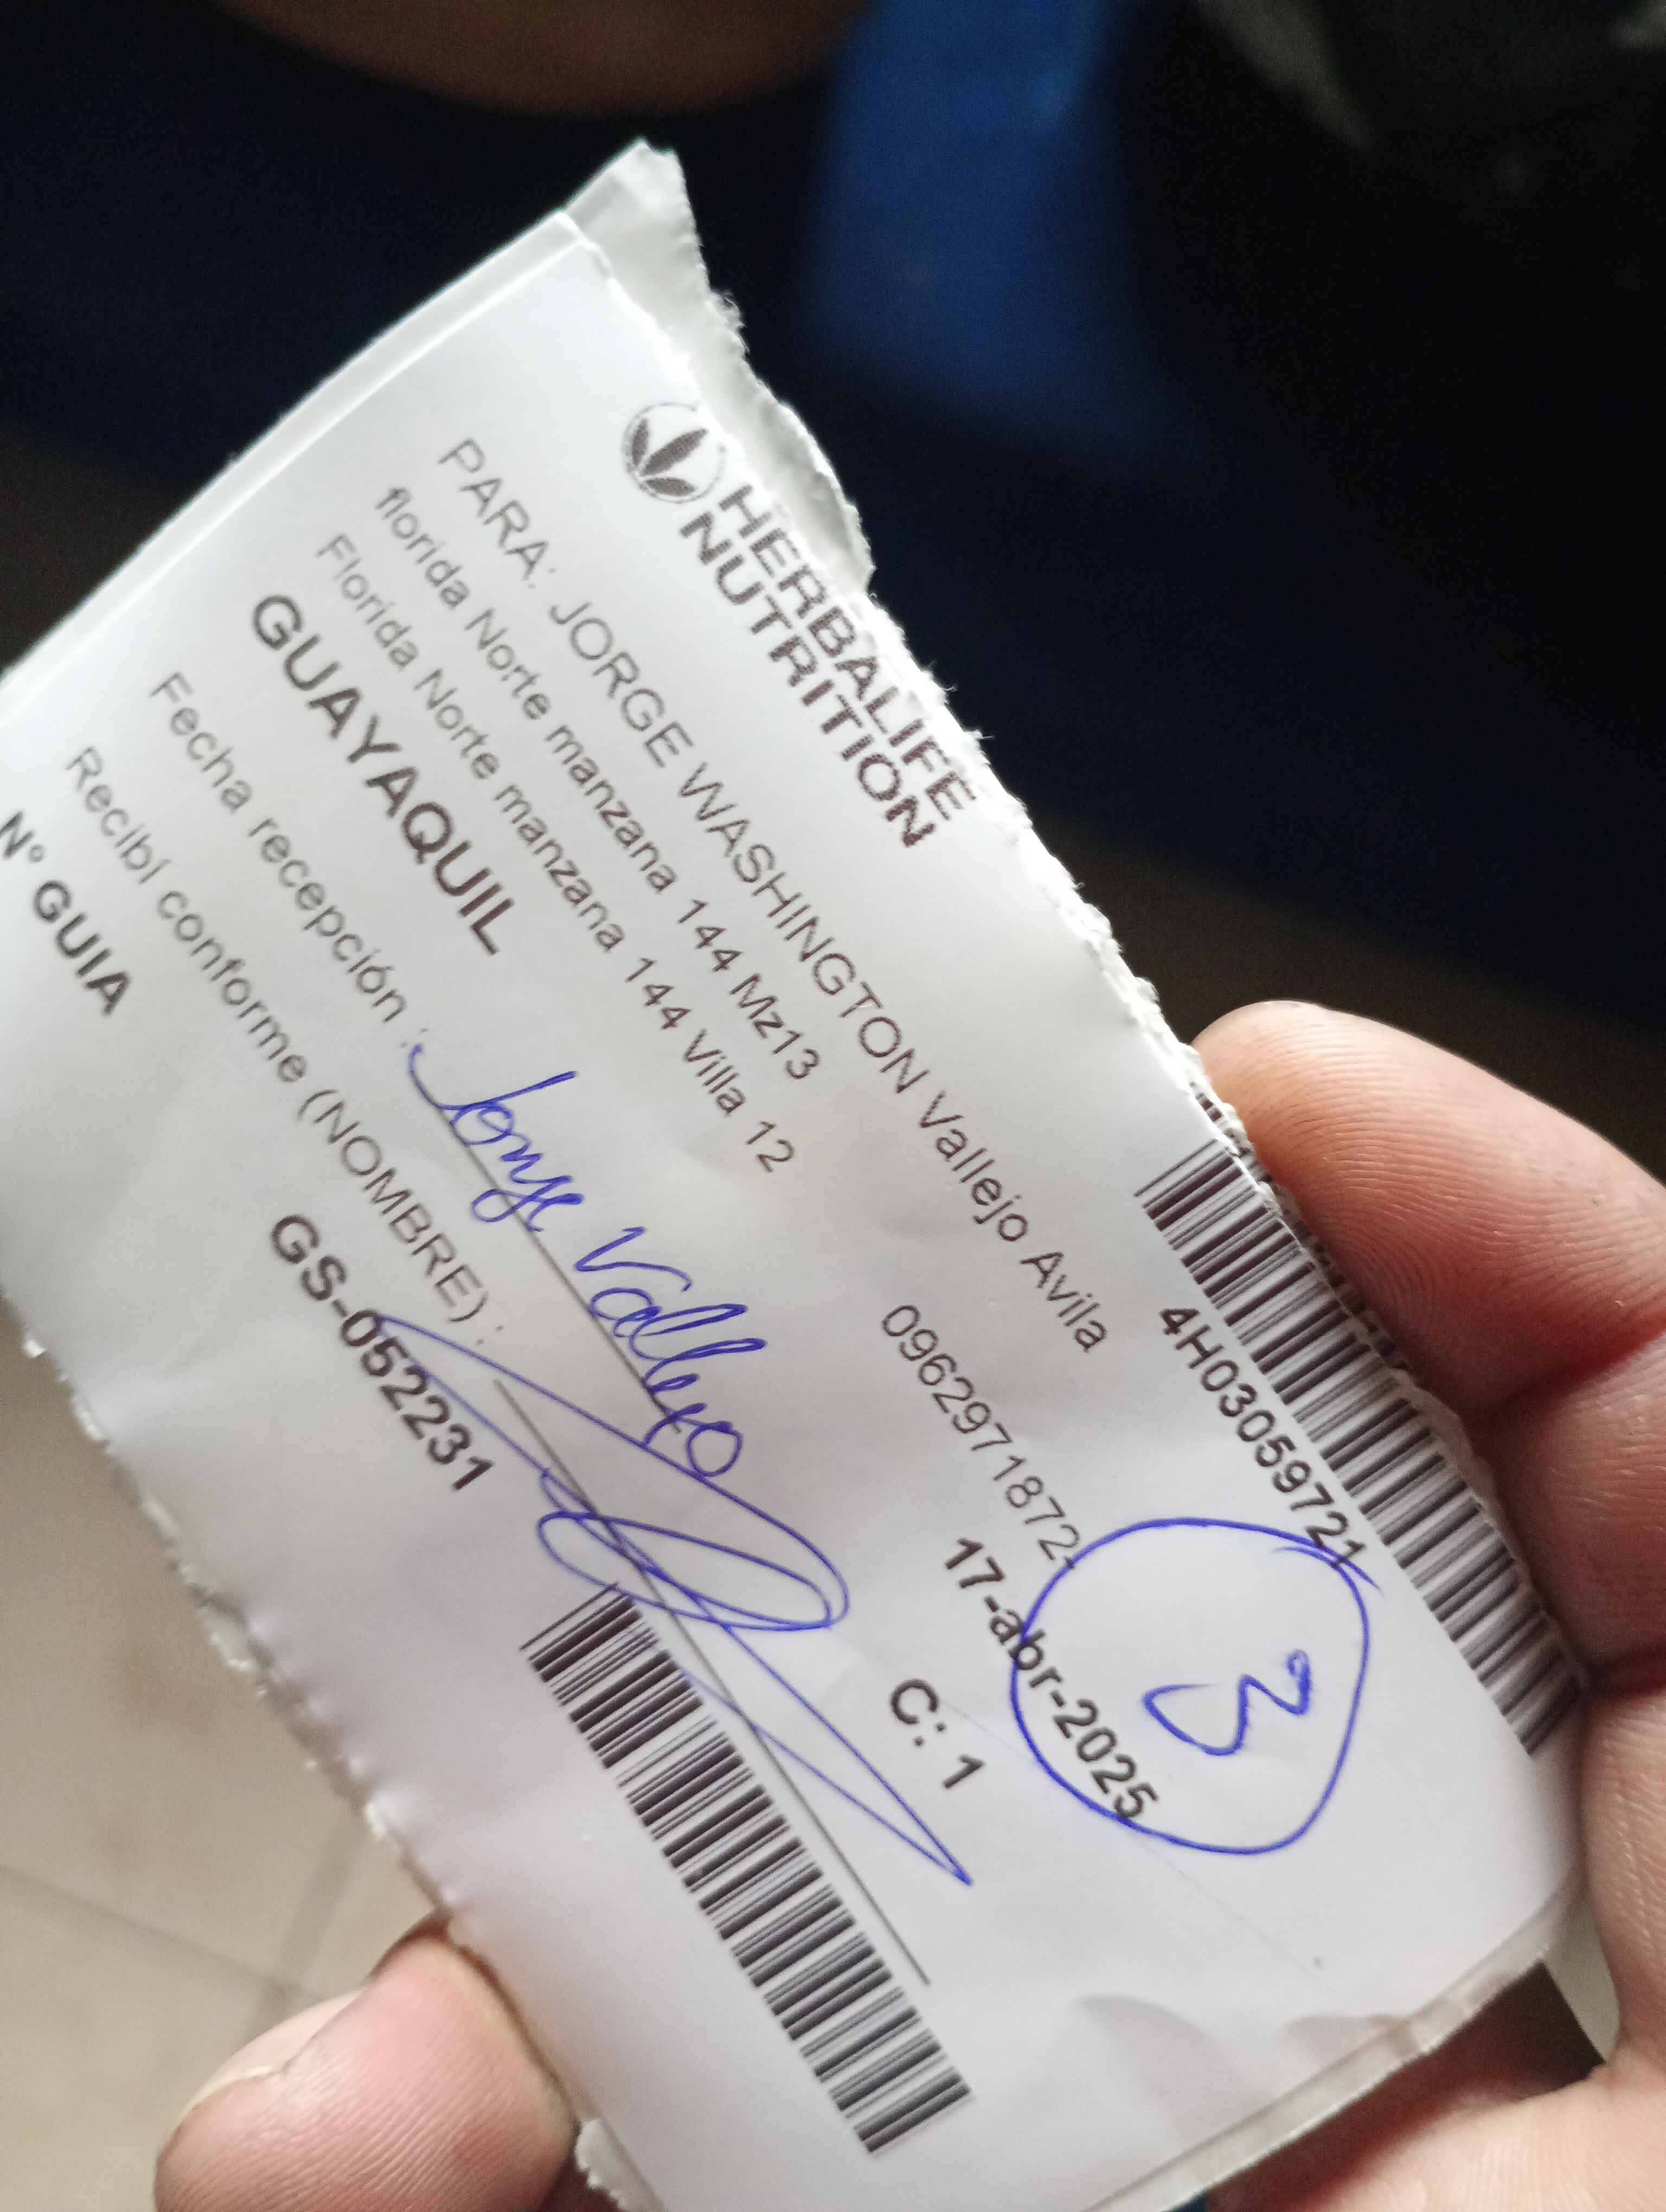 HERBALIFE
NUTRITION
4H03059721
3
PARA: JORGE WASHINGTON Vallejo Avila
florida Norte manzana 144 Mz13
0962971872
17-abr-2025
Florida Norte manzana 144 Villa 12
GUAYAQUIL
C: 1
Fecha recepción : Jorge Vallejo
Recibí conforme (NOMBRE) :
N° GUIA
GS-052231